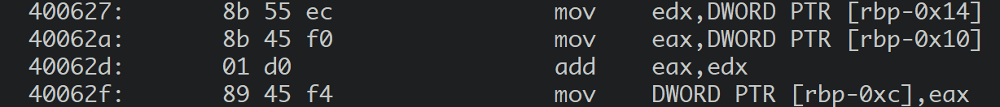 400627: 8b 55 ec mov edx,DWORD PTR [rbp-0x14]
40062a: 8b 45 f0 mov eax,DWORD PTR [rbp-0x10]
40062d: 01 d0 add eax,edx
40062f: 89 45 f4 mov DWORD PTR [rbp-0xc],eax